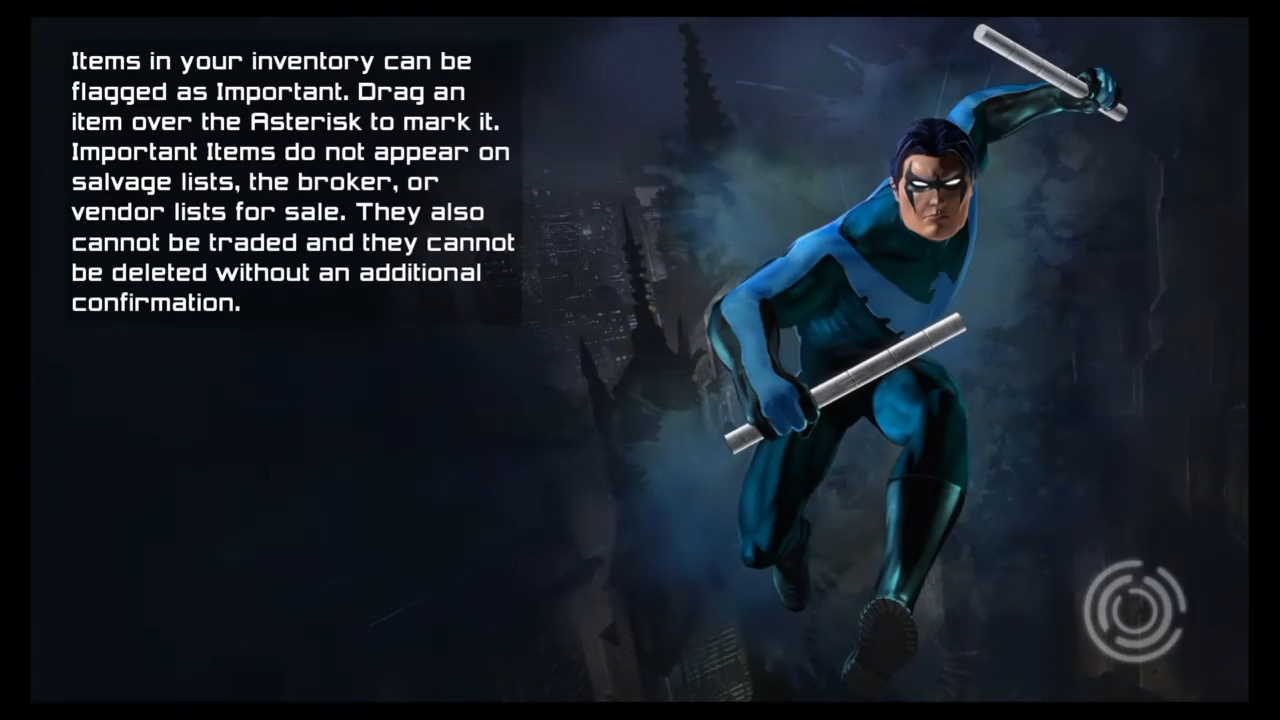 Items in your inventory can be
flagged as Important. Drag an
item over the Asterisk to mark it.
Important Items do not appear on
salvage lists, the broker, or
vendor lists for sale. They also
cannot be traded and they cannot
be deleted without an additional
confirmation.